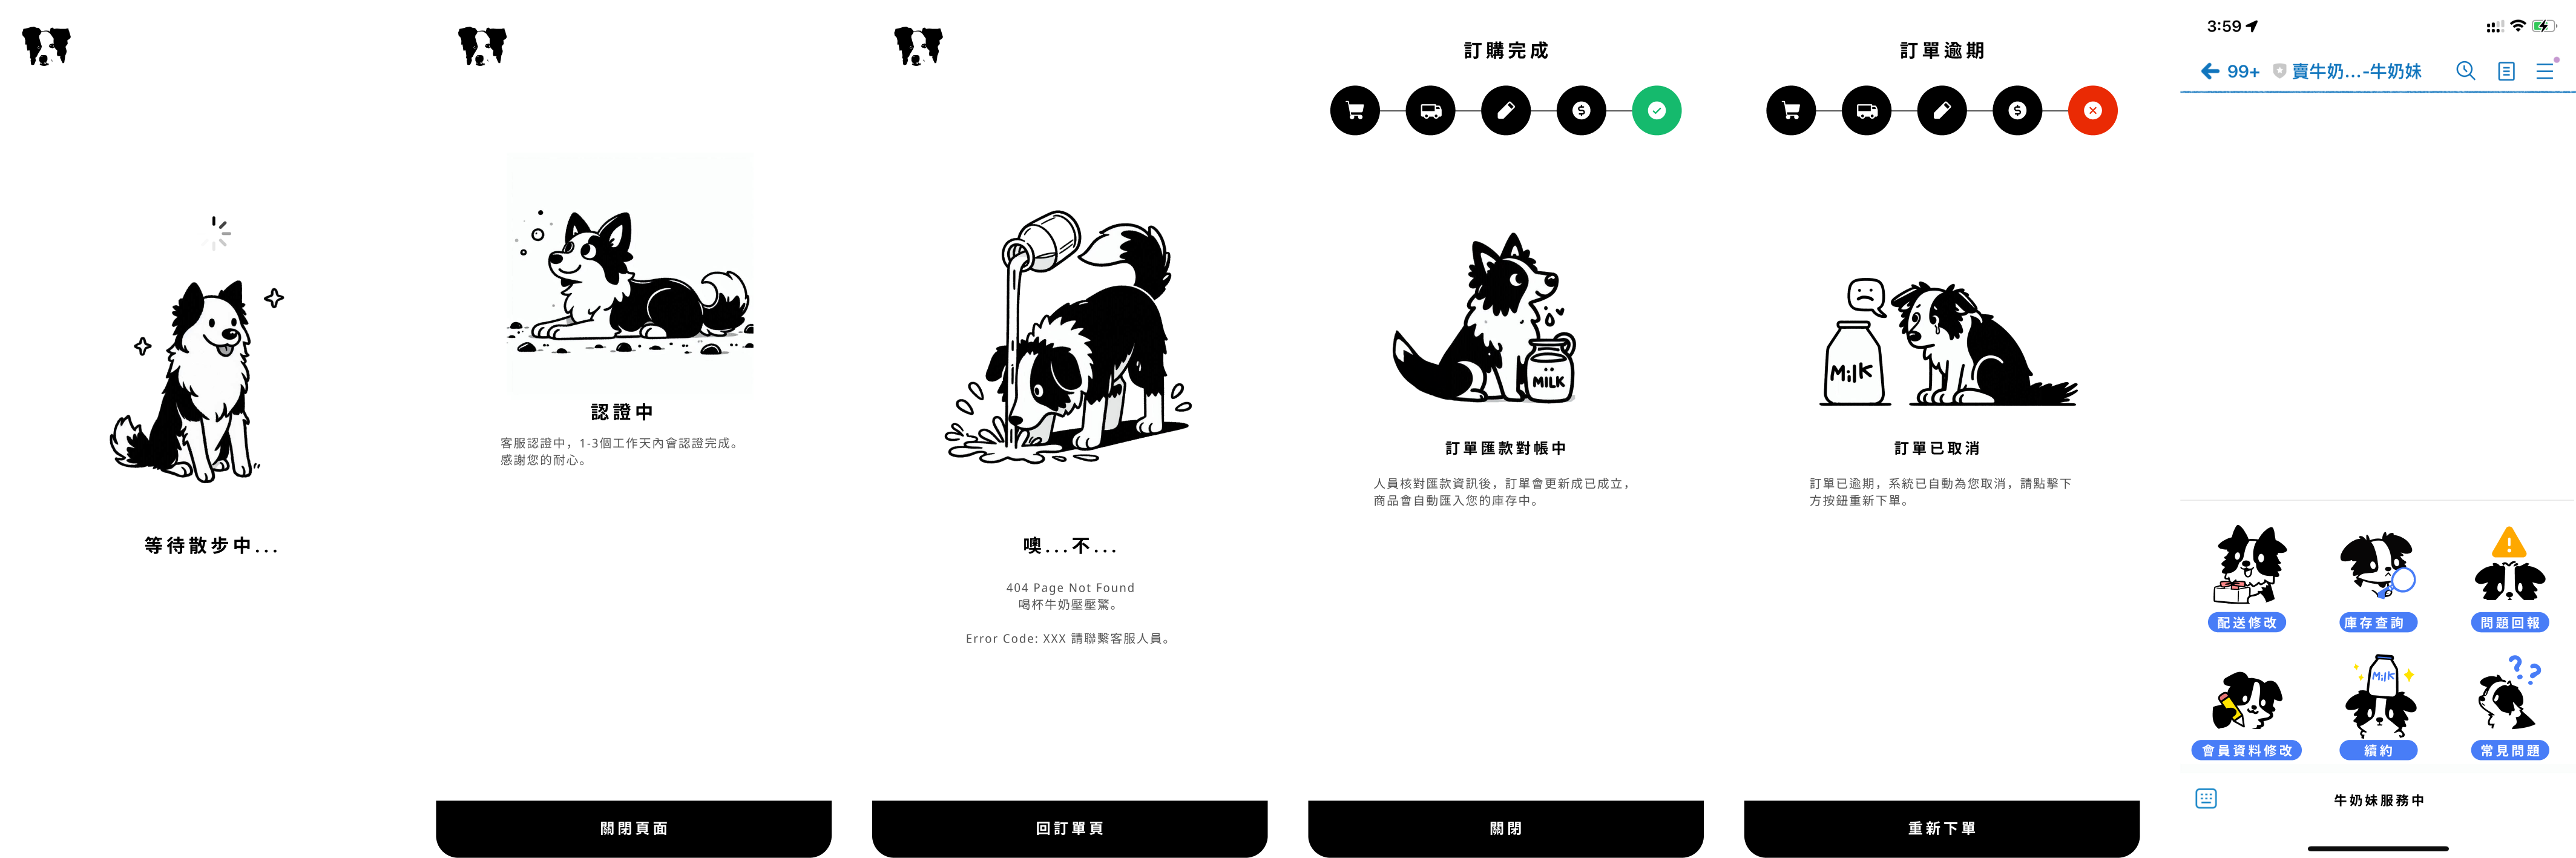 等待散步中...
認證中
客服認證中，1-3個工作天內會認證完成。
感謝您的耐心。
關閉頁面
噢...不...
404 Page Not Found
喝杯牛奶壓壓驚。
Error Code: XXX 請聯繫客服人員。
回訂單頁
訂購完成
MILK
訂單匯款對帳中
人員核對匯款資訊後，訂單會更新成已成立，
商品會自動匯入您的庫存中。
關閉
訂單逾期
Milk
訂單已取消
訂單已逾期，系統已自動為您取消，請點擊下
方按鈕重新下單。
重新下單
3:59
99+ 賣牛奶...-牛奶妹
配送修改
庫存查詢
問題回報
Milk
會員資料修改
續約
常見問題
牛奶妹服務中